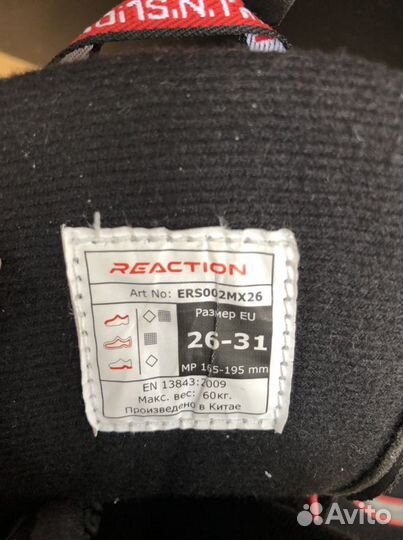 REACTION
Art No: ERS002MX26
Размер EU
26-31
MP 165-195 mm
EN 13843:2009
Макс. вес: 60кг.
Произведено в Китае
Avito